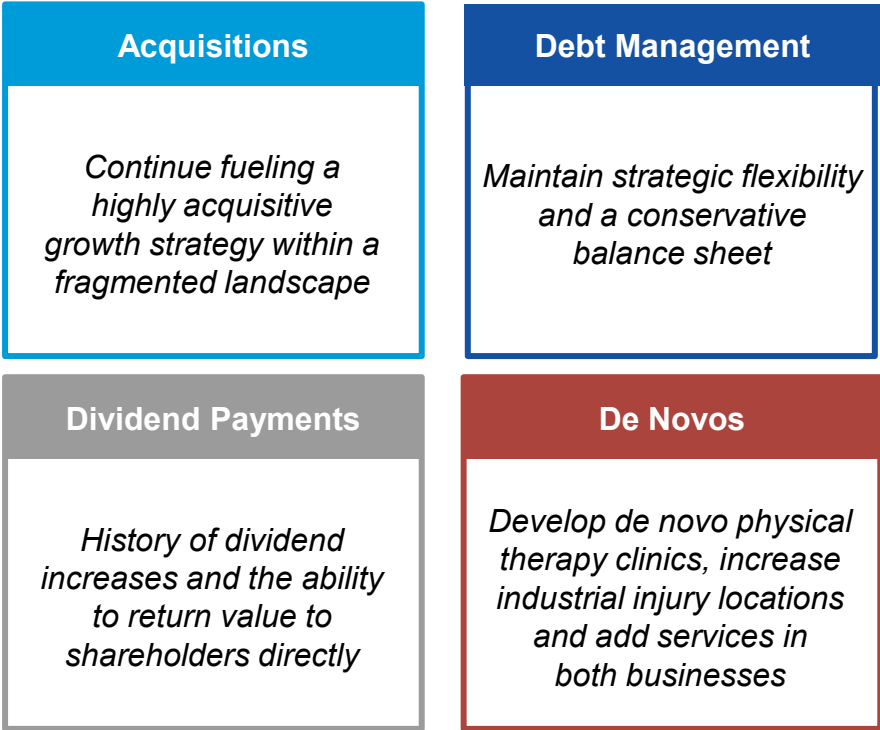 Acquisitions
Continue fueling a
highly acquisitive
growth strategy within a
fragmented landscape
Debt Management
Maintain strategic flexibility
and a conservative
balance sheet
Dividend Payments
History of dividend
increases and the ability
to return value to
shareholders directly
De Novos
Develop de novo physical
therapy clinics, increase
industrial injury locations
and add services in
both businesses